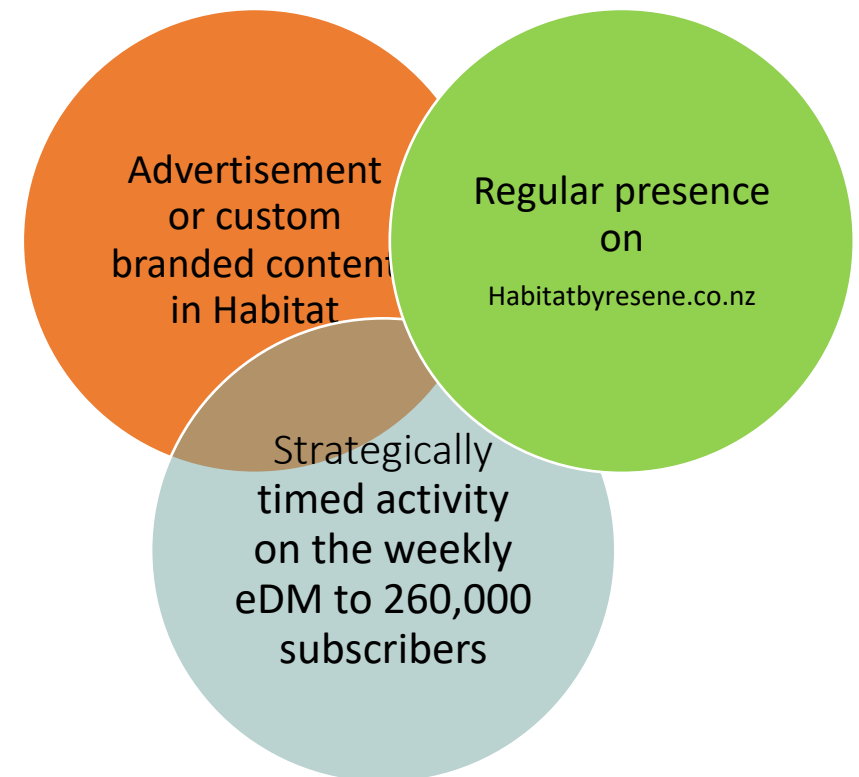 Advertisement
or custom
branded content
in Habitat
Regular presence
on
Habitatbyresene.co.nz
Strategically
timed activity
on the weekly
eDM to 260,000
subscribers